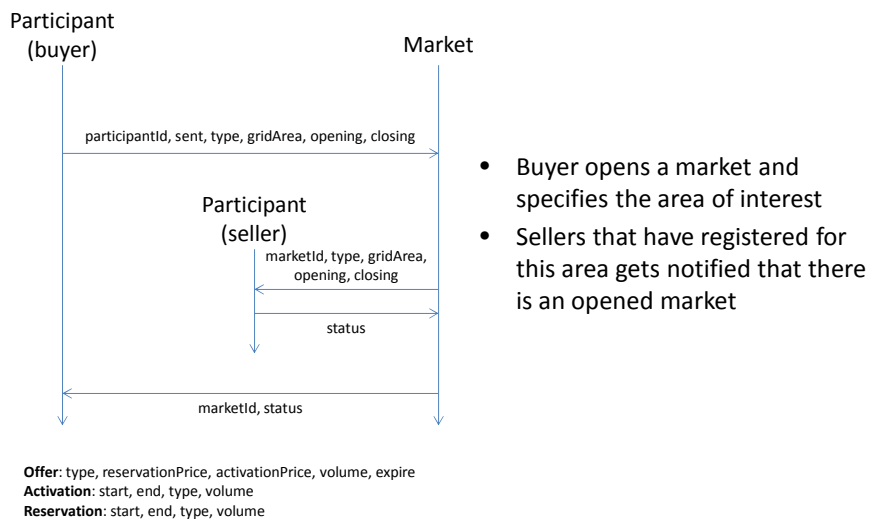 Participant
(buyer)
Market
participantId, sent, type, gridArea, opening, closing
Participant
(seller)
marketId, type, gridArea,
opening, closing
status
marketId, status
• Buyer opens a market and
specifies the area of interest
• Sellers that have registered for
this area gets notified that there
is an opened market
Offer: type, reservationPrice, activationPrice, volume, expire
Activation: start, end, type, volume
Reservation: start, end, type, volume